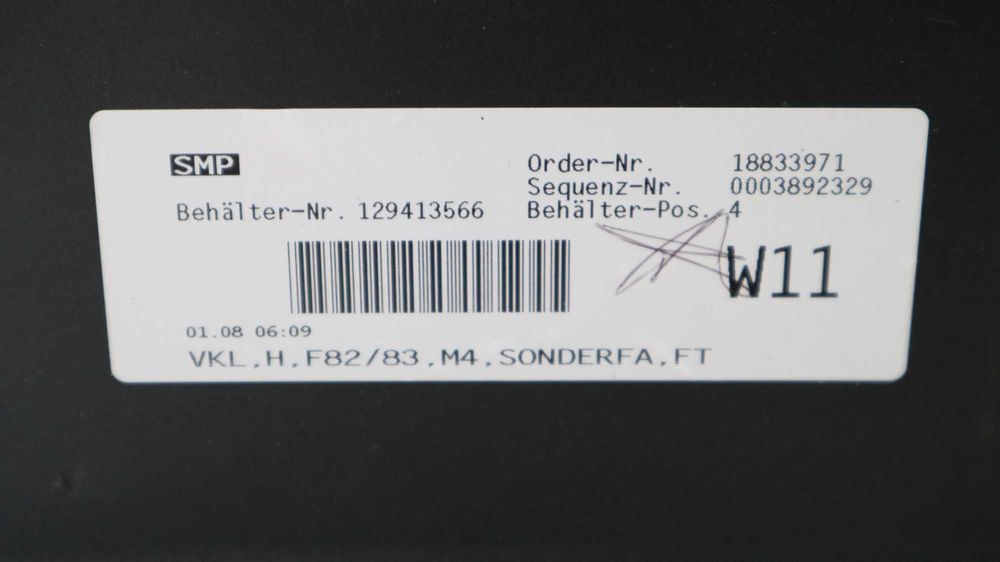 SMP
Order-Nr. 18833971
Sequenz-Nr. 0003892329
Behälter-Nr. 129413566 Behälter-Pos. 4
W11
01.08 06:09
VKL,H,F82/83,M4,SONDERFA,FT